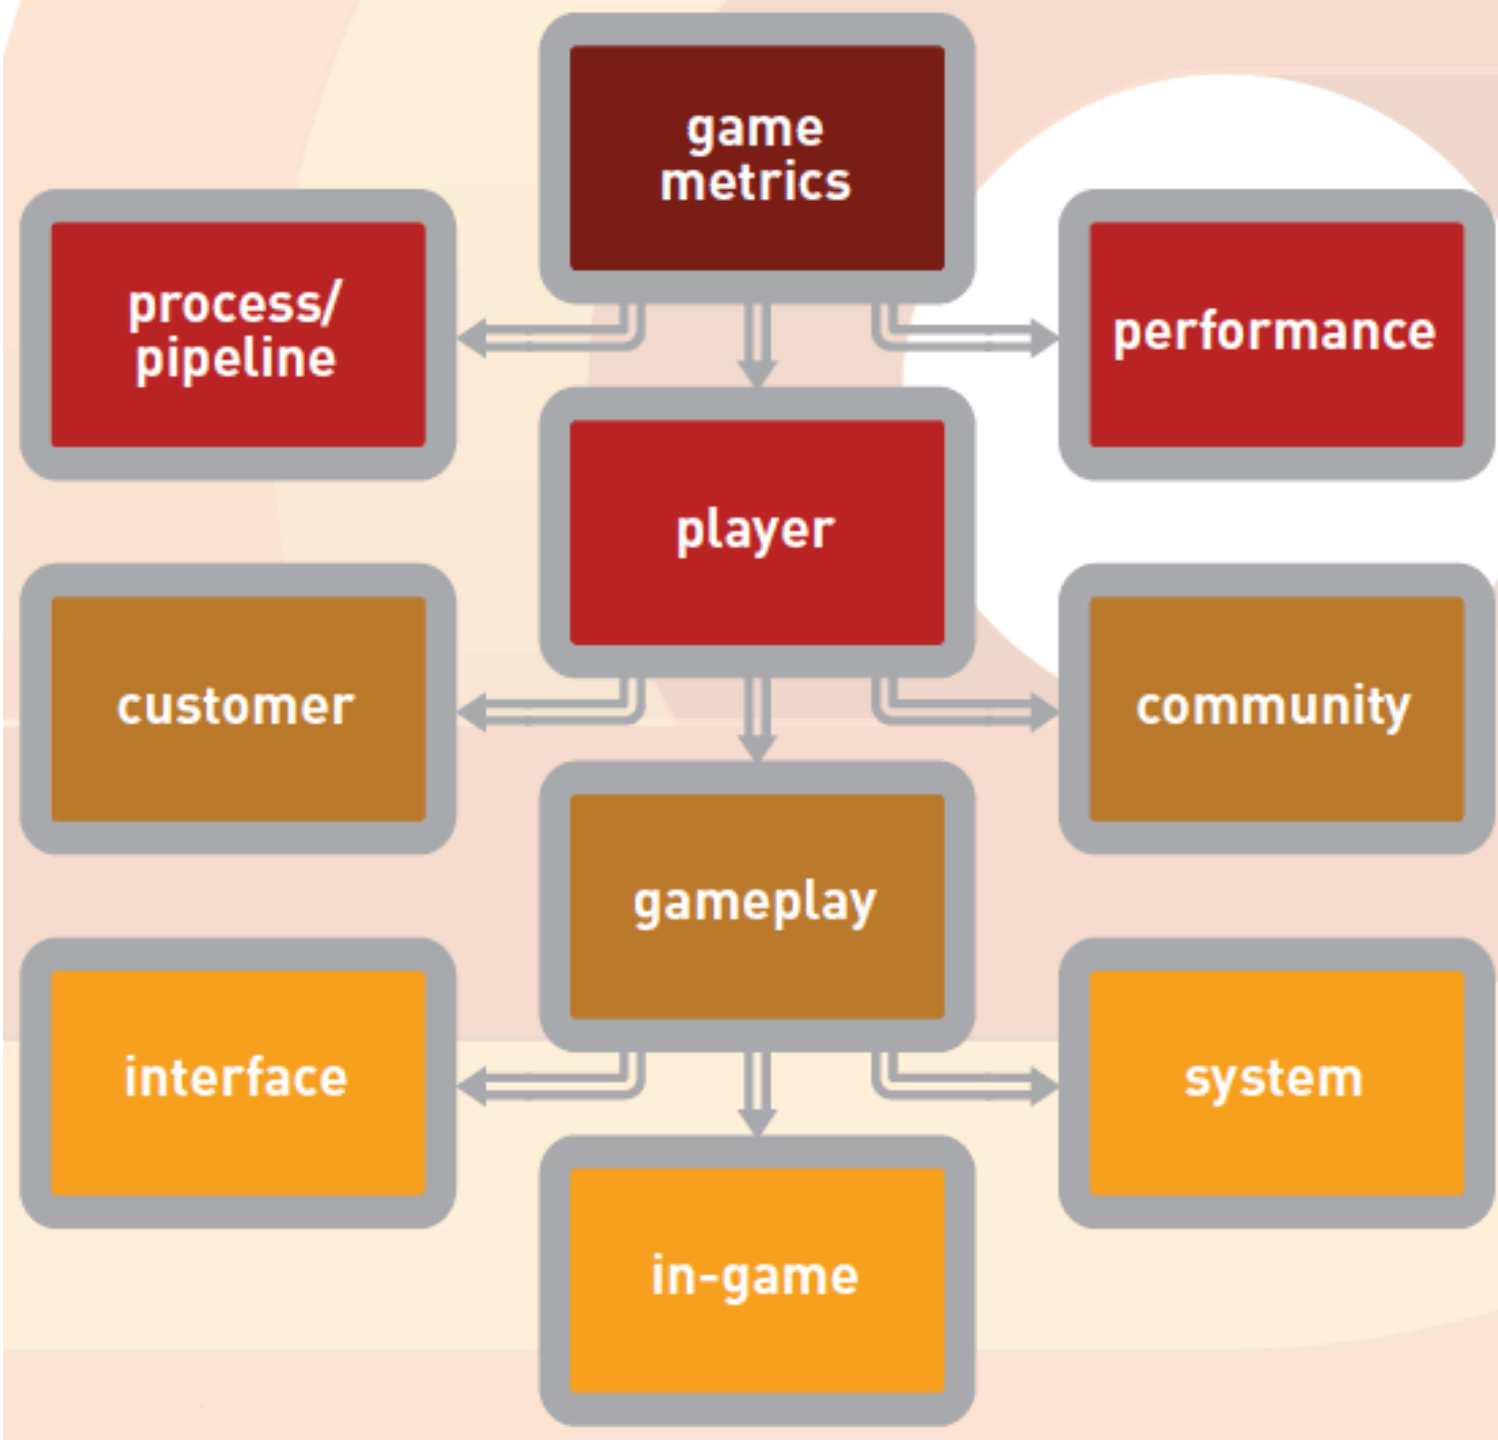 game
metrics
process/
pipeline
performance
player
customer
community
gameplay
interface
system
in-game